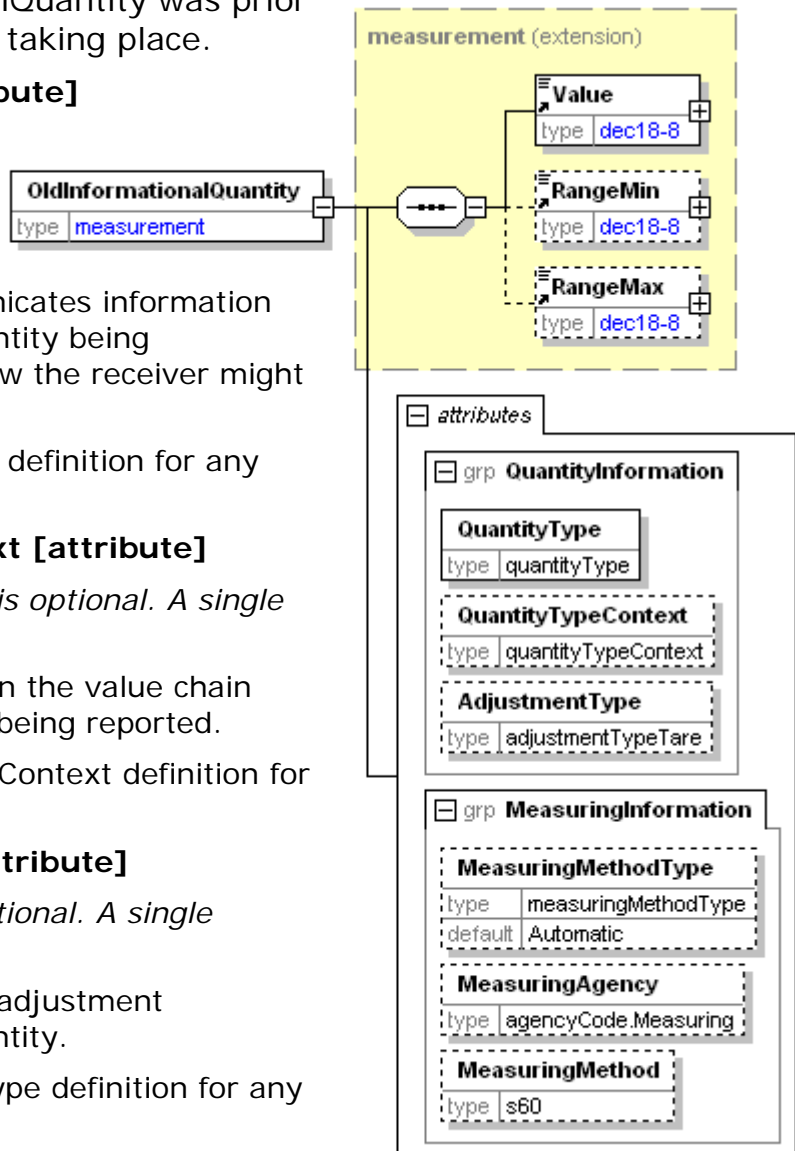 lQuantity was prior
taking place.
bute]
nicates information
ntity being
w the receiver might
definition for any
xt [attribute]
is optional. A single
n the value chain
being reported.
Context definition for
tribute]
tional. A single
adjustment
ntity.
ype definition for any
OldInformationalQuantity
type measurement
measurement (extension)
Value
type dec18-8
RangeMin
type dec18-8
RangeMax
type dec18-8
attributes
grp QuantityInformation
QuantityType
type quantityType
QuantityTypeContext
type quantityTypeContext
AdjustmentType
type adjustmentTypeTare
grp MeasuringInformation
MeasuringMethodType
type measuringMethodType
default Automatic
MeasuringAgency
type agencyCode.Measuring
MeasuringMethod
type s60